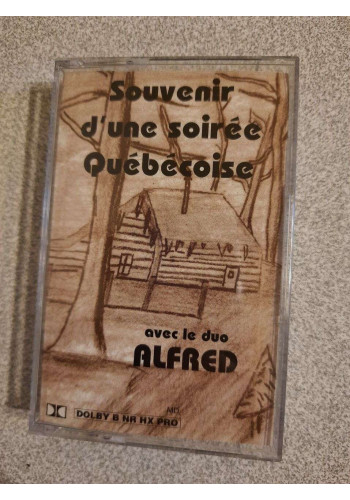 Souvenir
d'une soirée
Québécoise
avec le duo
ALFRED
DOLBY B NR HX PRO